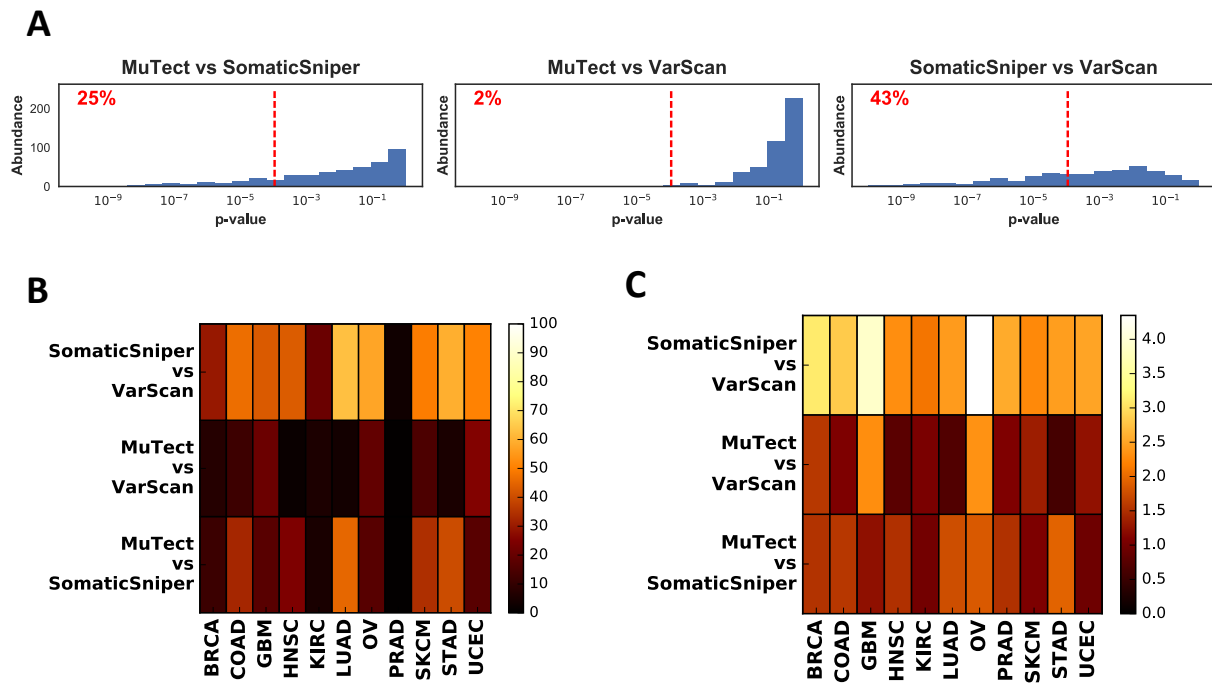 A
MuTect vs SomaticSniper
MuTect vs VarScan
SomaticSniper vs VarScan
25%
2%
43%
Abundance
200
100
0
10⁻⁹ 10⁻⁷ 10⁻⁵ 10⁻³ 10⁻¹
p-value
Abundance
10⁻⁹ 10⁻⁷ 10⁻⁵ 10⁻³ 10⁻¹
p-value
Abundance
10⁻⁹ 10⁻⁷ 10⁻⁵ 10⁻³ 10⁻¹
p-value
B
SomaticSniper
vs
VarScan
MuTect
vs
VarScan
MuTect
vs
SomaticSniper
BRCA COAD GBM HNSC KIRC LUAD OV PRAD SKCM STAD UCEC
100
90
80
70
60
50
40
30
20
10
0
C
SomaticSniper
vs
VarScan
MuTect
vs
VarScan
MuTect
vs
SomaticSniper
BRCA COAD GBM HNSC KIRC LUAD OV PRAD SKCM STAD UCEC
4.0
3.5
3.0
2.5
2.0
1.5
1.0
0.5
0.0